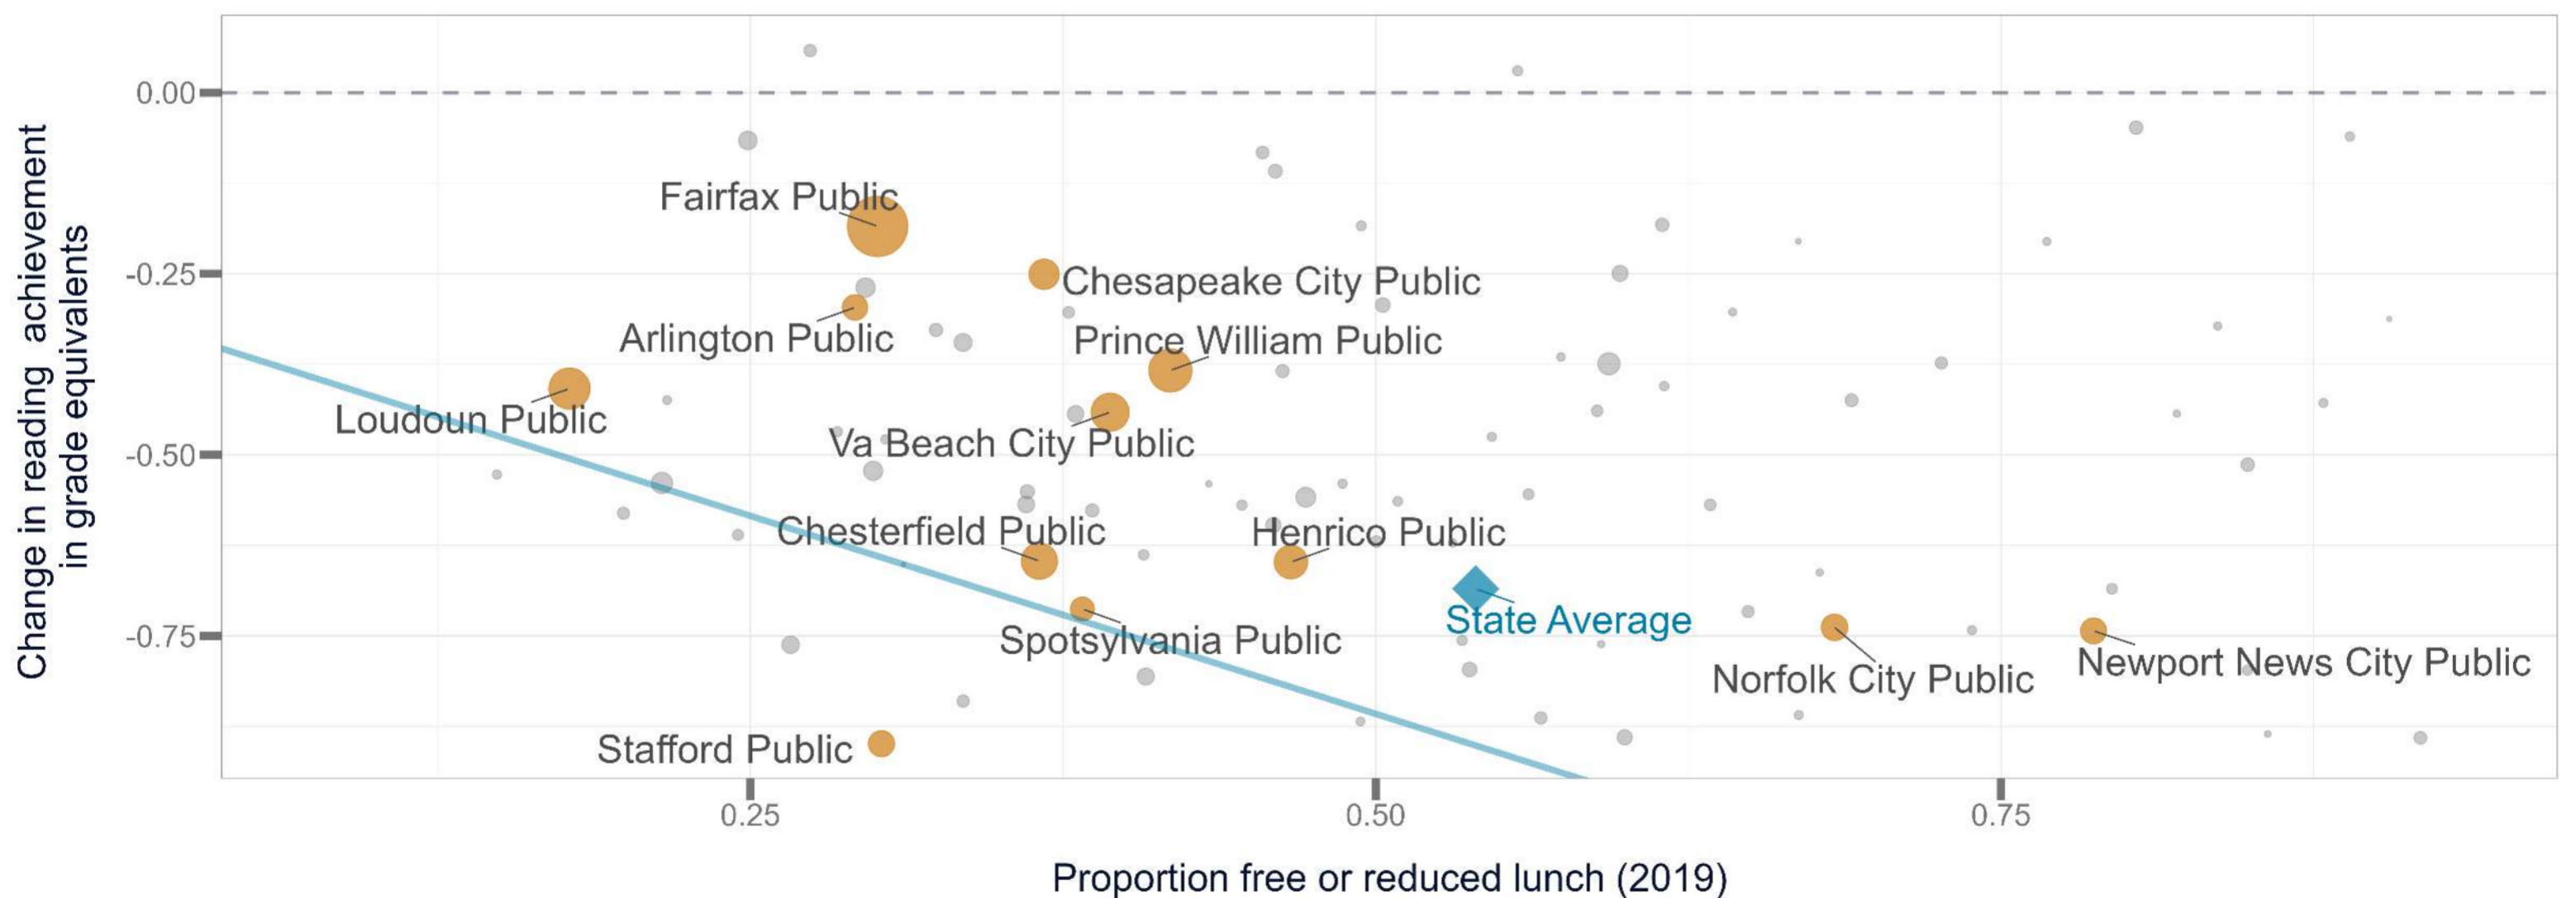 Change in reading achievement
in grade equivalents
0.00
-0.25
-0.50
-0.75
Fairfax Public
Chesapeake City Public
Arlington Public
Prince William Public
Loudoun Public
Va Beach City Public
Chesterfield Public
Henrico Public
State Average
Spotsylvania Public
Norfolk City Public
Newport News City Public
Stafford Public
0.25
0.50
0.75
Proportion free or reduced lunch (2019)